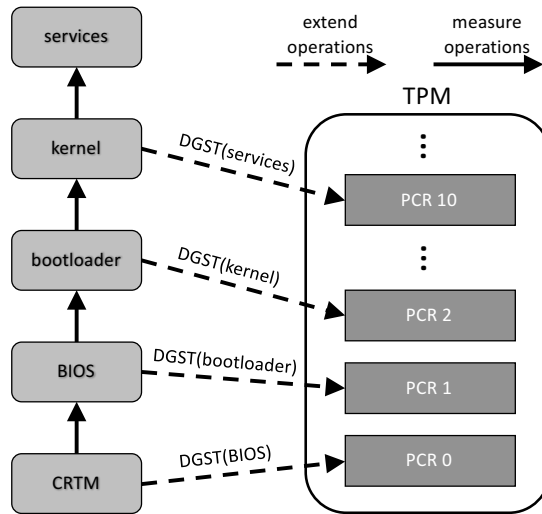 services
extend
operations
measure
operations
TPM
kernel
DGST(services)
PCR 10
bootloader
DGST(kernel)
PCR 2
BIOS
DGST(bootloader)
PCR 1
CRTM
DGST(BIOS)
PCR 0